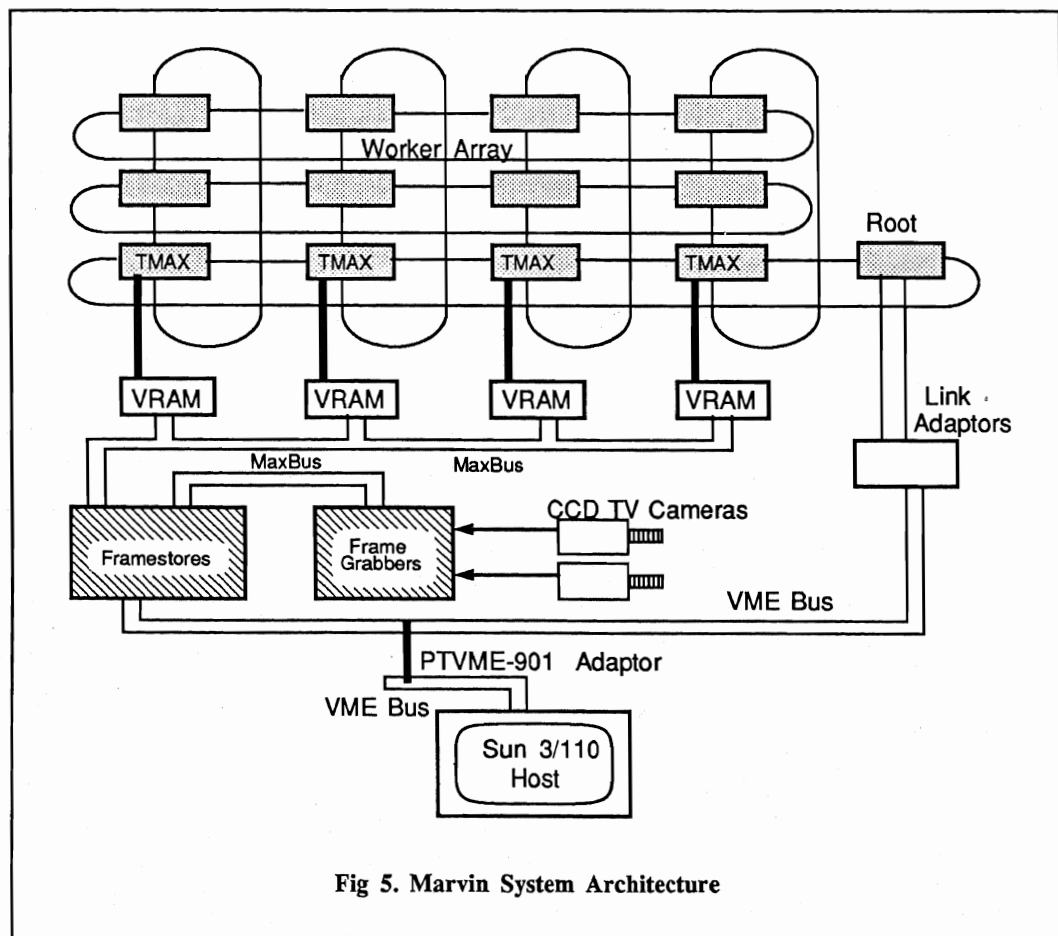 Worker Array
Root
TMAX
TMAX
TMAX
TMAX
VRAM
VRAM
VRAM
VRAM
Link
Adaptors
MaxBus
MaxBus
CCD TV Cameras
Framestores
Frame
Grabbers
VME Bus
PTVME-901 Adaptor
VME Bus
Sun 3/110
Host
Fig 5. Marvin System Architecture